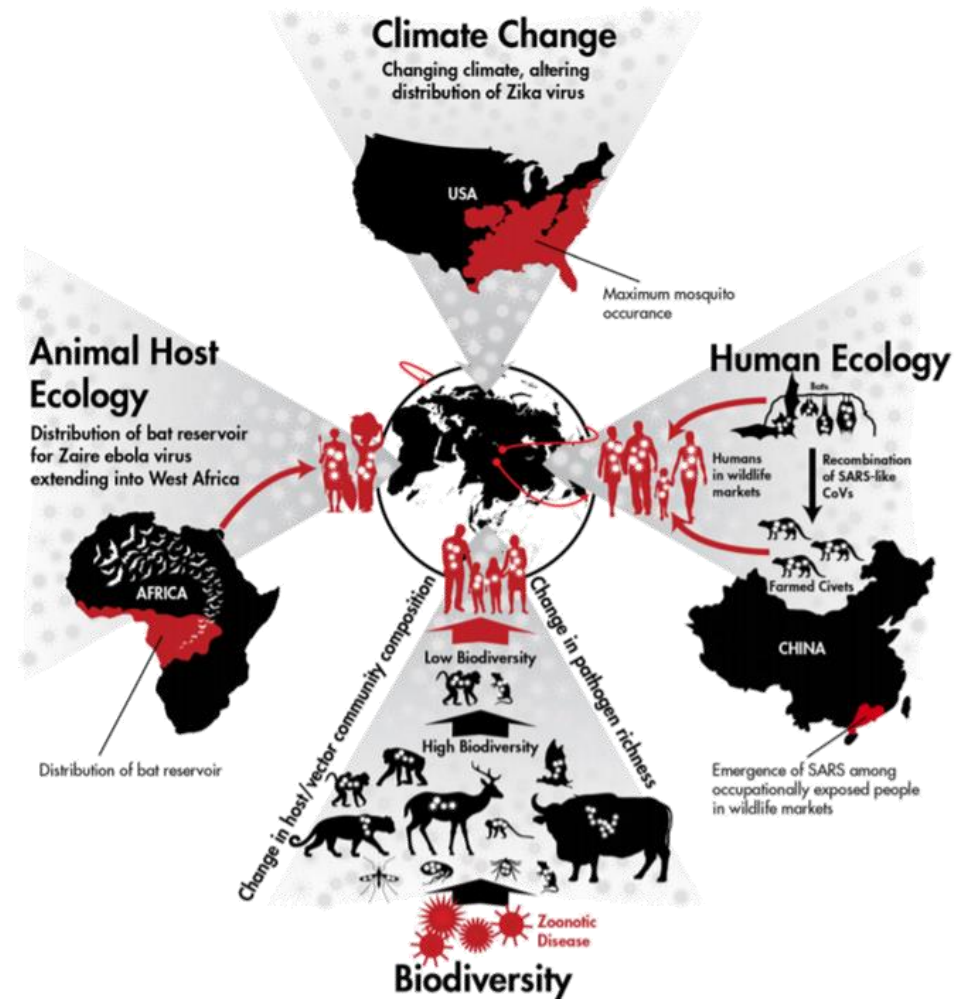 Climate Change
Changing climate, altering
distribution of Zika virus
USA
Maximum mosquito
occurance
Animal Host
Ecology
Distribution of bat reservoir
for Zaire ebola virus
extending into West Africa
AFRICA
Distribution of bat reservoir
Human Ecology
Bats
Humans
in wildlife
markets
Recombination
of SARS-like
CoVs
Farmed Civets
CHINA
Emergence of SARS among
occupationally exposed people
in wildlife markets
Change in host/vector community composition
Change in pathogen richness
Low Biodiversity
High Biodiversity
Zoonotic
Disease
Biodiversity